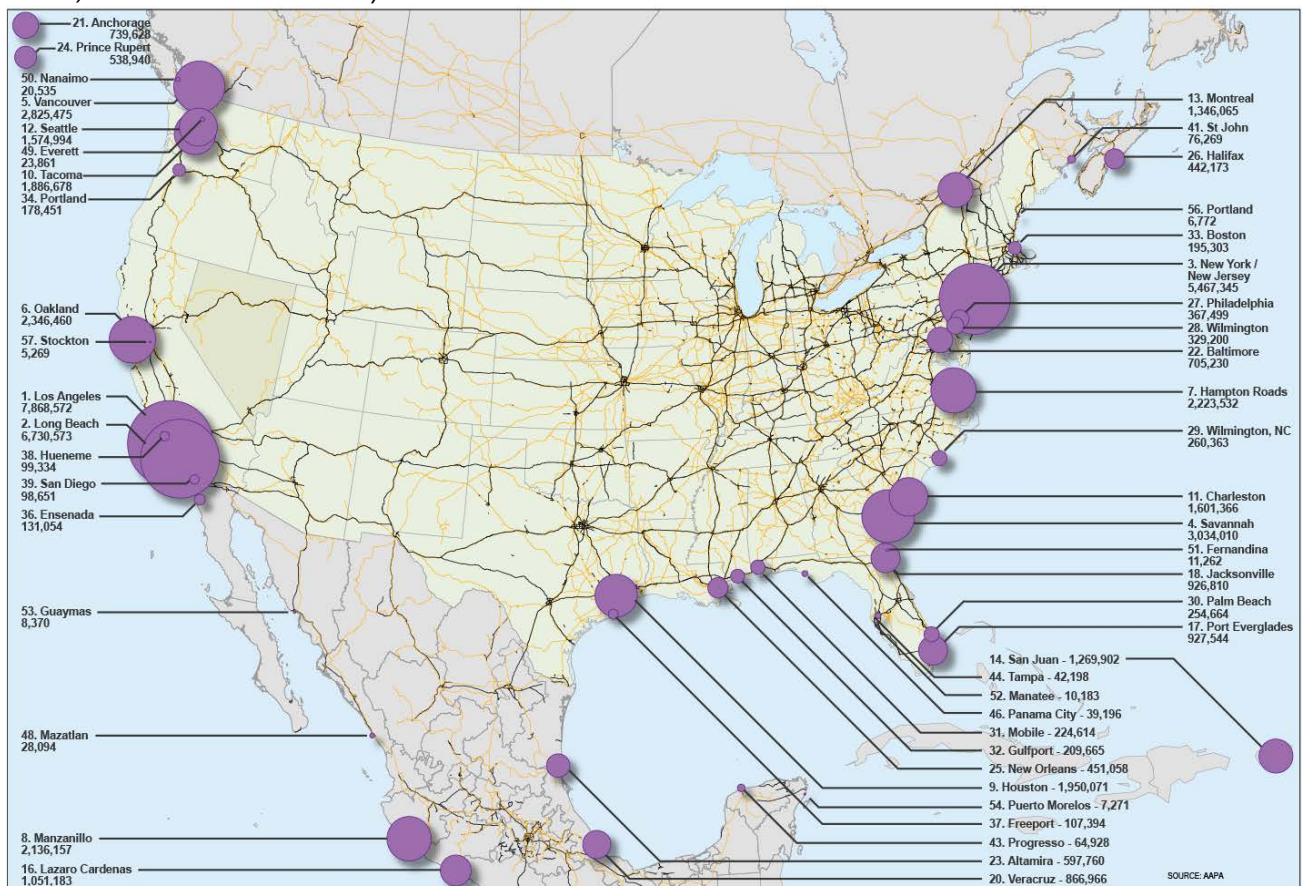 21. Anchorage
739,628
24. Prince Rupert
538,940
50. Nanaimo
20,535
5. Vancouver
2,825,475
12. Seattle
1,574,994
49. Everett
23,861
10. Tacoma
1,886,678
34. Portland
178,451
6. Oakland
2,346,460
57. Stockton
5,269
1. Los Angeles
7,868,572
2. Long Beach
6,730,573
38. Hueneme
99,334
39. San Diego
98,651
36. Ensenada
131,054
53. Guaymas
8,370
48. Mazatlan
28,094
8. Manzanillo
2,136,157
16. Lazaro Cardenas
1,051,183
13. Montreal
1,346,065
41. St John
76,269
26. Halifax
442,173
56. Portland
6,772
33. Boston
195,303
3. New York /
New Jersey
5,467,345
27. Philadelphia
367,499
28. Wilmington
329,200
22. Baltimore
705,230
7. Hampton Roads
2,223,532
29. Wilmington, NC
260,363
11. Charleston
1,601,366
4. Savannah
3,034,010
51. Fernandina
11,262
18. Jacksonville
926,810
30. Palm Beach
254,664
17. Port Everglades
927,544
14. San Juan - 1,269,902
44. Tampa - 42,198
52. Manatee - 10,183
46. Panama City - 39,196
31. Mobile - 224,614
32. Gulfport - 209,665
25. New Orleans - 451,058
9. Houston - 1,950,071
54. Puerto Morelos - 7,271
37. Freeport - 107,394
43. Progresso - 64,928
23. Altamira - 597,760
20. Veracruz - 866,966
SOURCE: AAPA